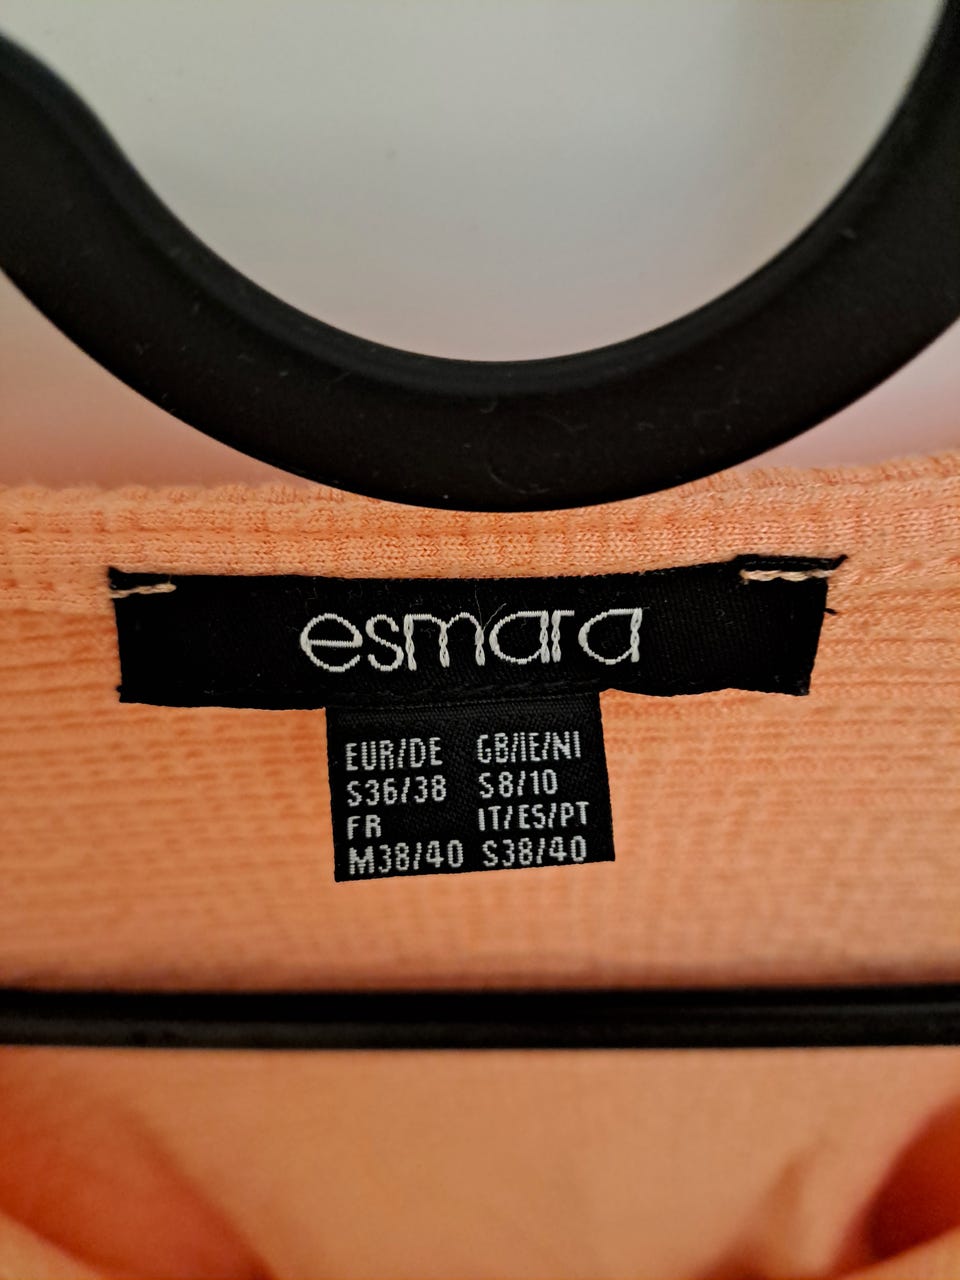 esmara
EUR/DE GB/IE/NI
S36/38 S8/10
FR IT/ES/PT
M38/40 S38/40